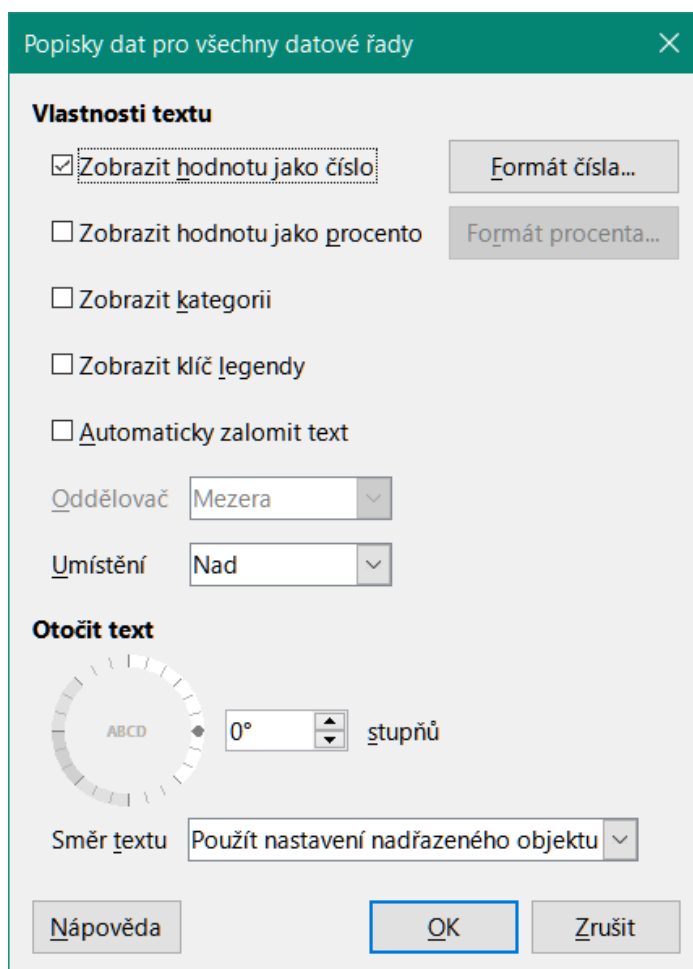 Popisky dat pro všechny datové řady
Vlastnosti textu
Zobrazit hodnotu jako číslo Formát čísla...
Zobrazit hodnotu jako procento Formát procenta...
Zobrazit kategorii
Zobrazit klíč legendy
Automaticky zalomit text
Oddělovač Mezera
Umístění Nad
Otočit text
ABCD 0° stupňů
Směr textu Použít nastavení nadřazeného objektu
Nápověda OK Zrušit